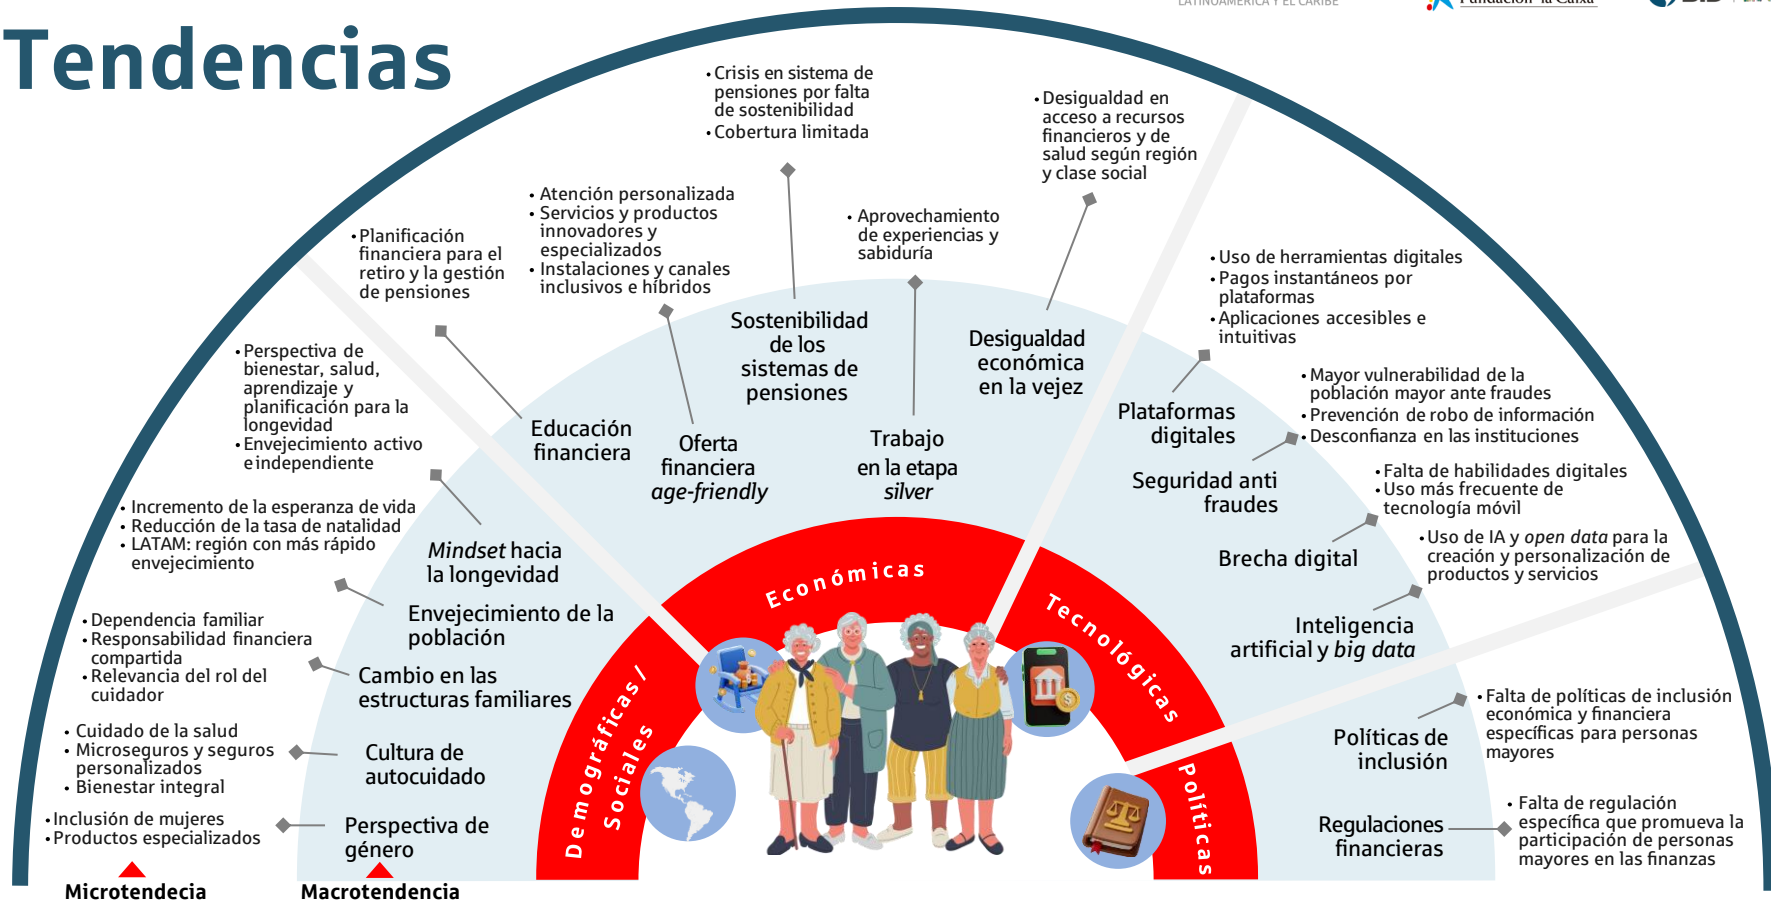 LATINOAMÉRICA Y EL CARIBE
Fundación "la Caixa"
BID
Tendencias
• Crisis en sistema de
pensiones por falta
de sostenibilidad
• Cobertura limitada
• Desigualdad en
acceso a recursos
financieros y de
salud según región
y clase social
• Atención personalizada
• Servicios y productos
innovadores y
especializados
• Instalaciones y canales
inclusivos e híbridos
• Aprovechamiento
de experiencias y
sabiduría
• Planificación
financiera para el
retiro y la gestión
de pensiones
• Uso de herramientas digitales
• Pagos instantáneos por
plataformas
• Aplicaciones accesibles e
intuitivas
• Perspectiva de
bienestar, salud,
aprendizaje y
planificación para la
longevidad
• Envejecimiento activo
e independiente
• Mayor vulnerabilidad de la
población mayor ante fraudes
• Prevención de robo de información
• Desconfianza en las instituciones
• Falta de habilidades digitales
• Uso más frecuente de
tecnología móvil
• Incremento de la esperanza de vida
• Reducción de la tasa de natalidad
• LATAM: región con más rápido
envejecimiento
• Uso de IA y open data para la
creación y personalización de
productos y servicios
• Dependencia familiar
• Responsabilidad financiera
compartida
• Relevancia del rol del
cuidador
• Falta de políticas de inclusión
económica y financiera
específicas para personas
mayores
• Cuidado de la salud
• Microseguros y seguros
personalizados
• Bienestar integral
• Inclusión de mujeres
• Productos especializados
• Falta de regulación
específica que promueva la
participación de personas
mayores en las finanzas
Educación
financiera
Oferta
financiera
age-friendly
Sostenibilidad
de los
sistemas de
pensiones
Trabajo
en la etapa
silver
Desigualdad
económica
en la vejez
Plataformas
digitales
Seguridad anti
fraudes
Brecha digital
Inteligencia
artificial y big data
Políticas de
inclusión
Regulaciones
financieras
Mindset hacia
la longevidad
Envejecimiento de la
población
Cambio en las
estructuras familiares
Cultura de
autocuidado
Perspectiva de
género
Demográficas/
Sociales
Económicas
Tecnológicas
Políticas
$
Microtendecia
Macrotendencia